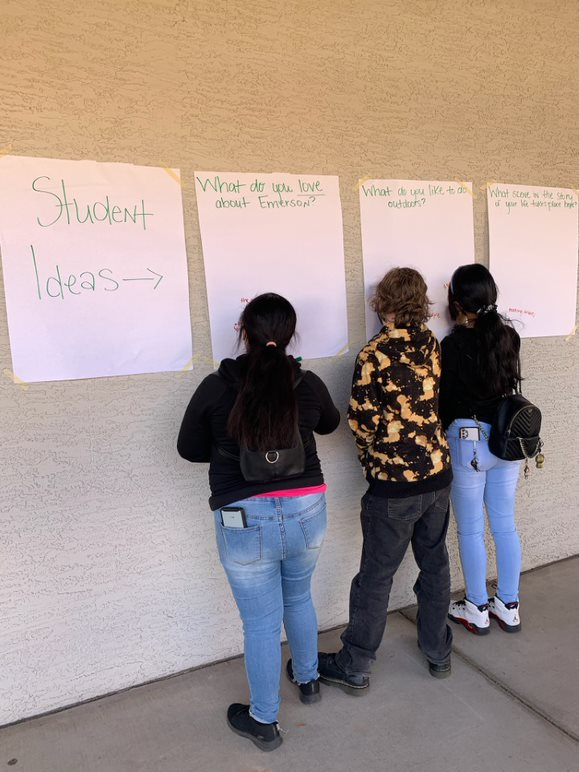 Student
Ideas→
What do you love
about Emerson?
What do you like to do
outdoors?
What scene in the story
of your life takes place here?
the